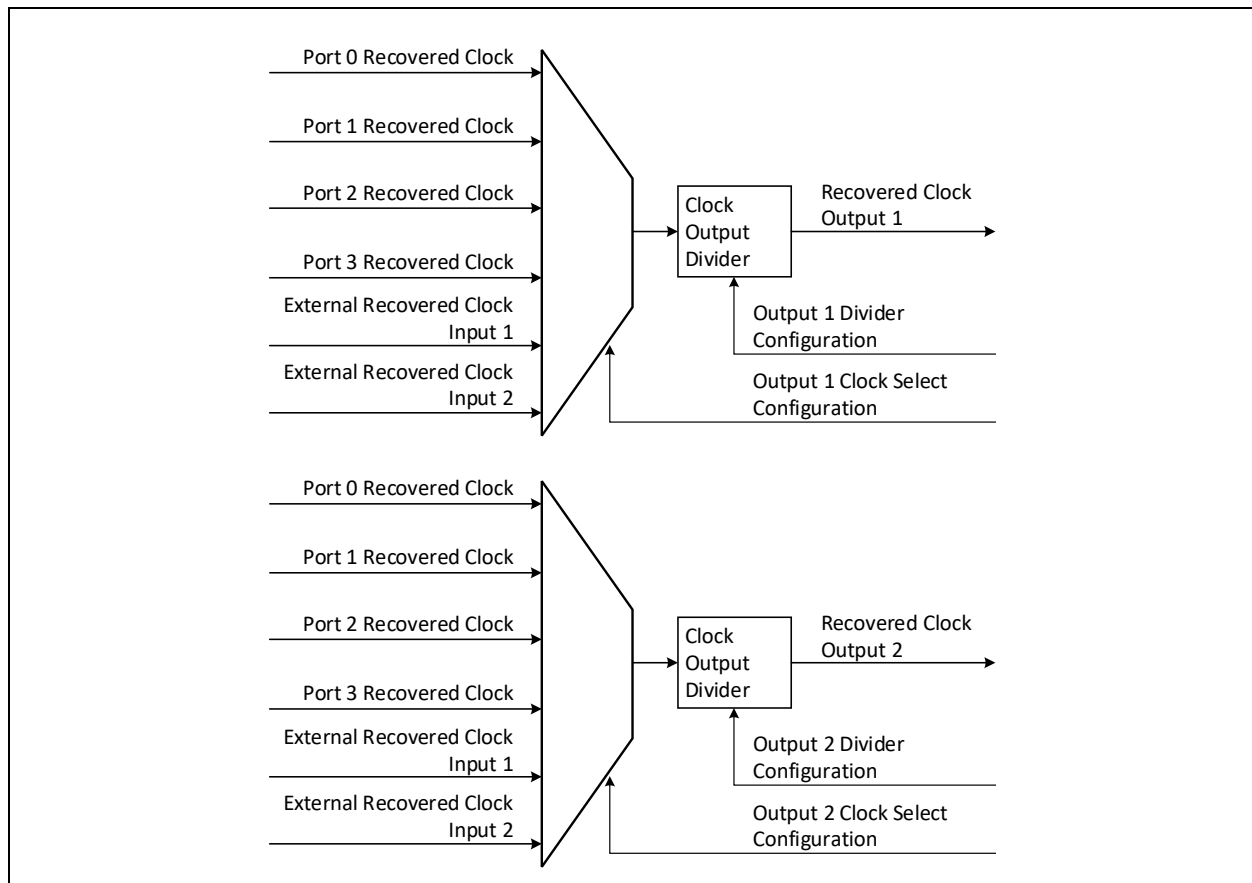 Port 0 Recovered Clock
Port 1 Recovered Clock
Port 2 Recovered Clock
Port 3 Recovered Clock
External Recovered Clock
Input 1
External Recovered Clock
Input 2
Clock
Output
Divider
Recovered Clock
Output 1
Output 1 Divider
Configuration
Output 1 Clock Select
Configuration
Port 0 Recovered Clock
Port 1 Recovered Clock
Port 2 Recovered Clock
Port 3 Recovered Clock
External Recovered Clock
Input 1
External Recovered Clock
Input 2
Clock
Output
Divider
Recovered Clock
Output 2
Output 2 Divider
Configuration
Output 2 Clock Select
Configuration